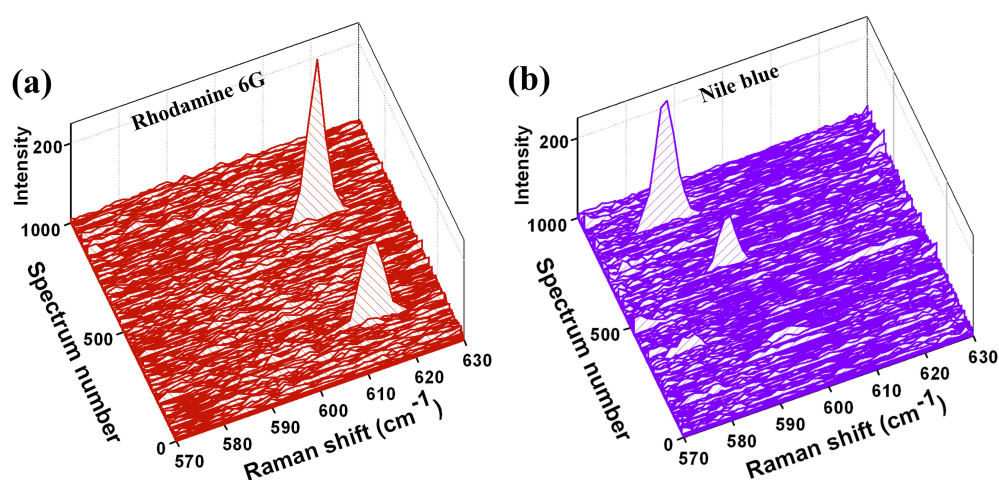 (a)
Rhodamine 6G
Intensity
200
1000
500
0
Spectrum number
570
580
590
600
610
620
630
Raman shift (cm-1)
(b)
Nile blue
Intensity
200
1000
500
0
Spectrum number
570
580
590
600
610
620
630
Raman shift (cm-1)